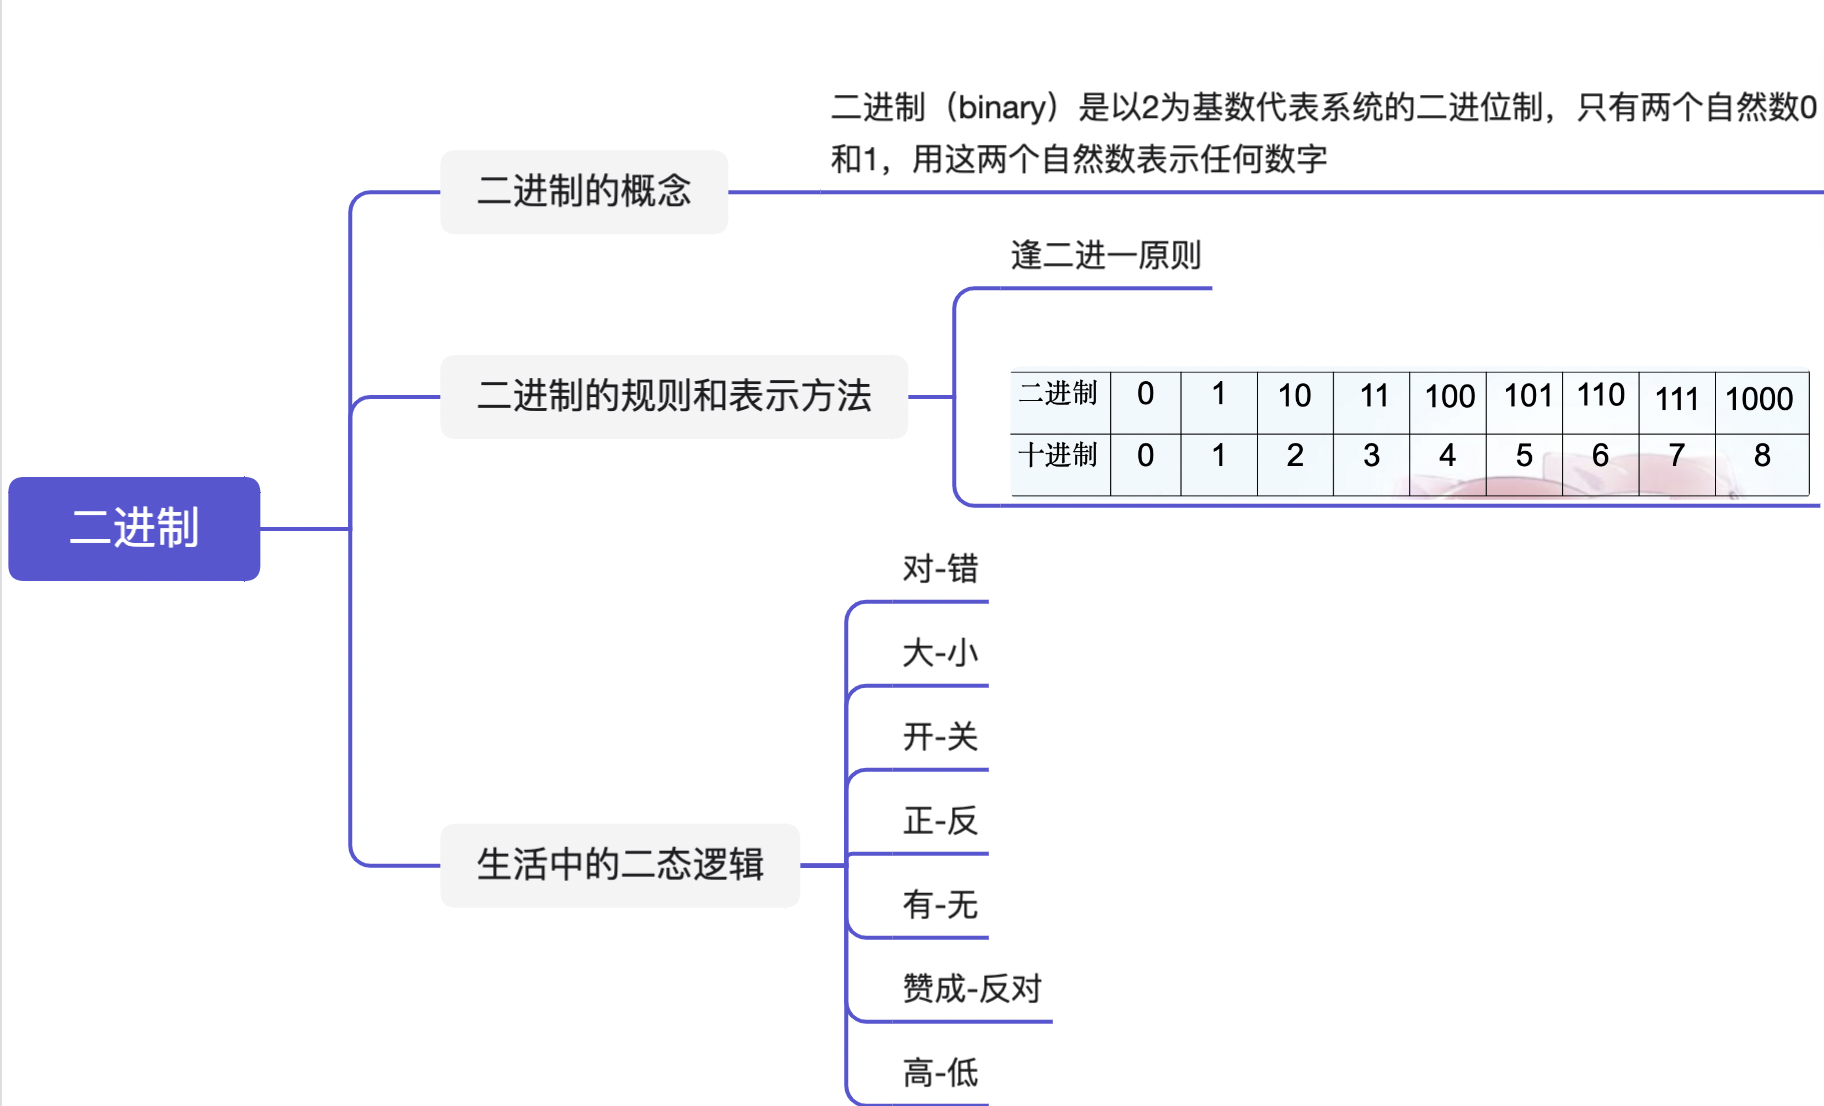 二进制（binary）是以2为基数代表系统的二进位制，只有两个自然数0
和1，用这两个自然数表示任何数字
二进制的概念
逢二进一原则
二进制的规则和表示方法
二进制 0 1 10 11 100 101 110 111 1000
十进制 0 1 2 3 4 5 6 7 8
二进制
对-错
大-小
开-关
正-反
生活中的二态逻辑
有-无
赞成-反对
高-低